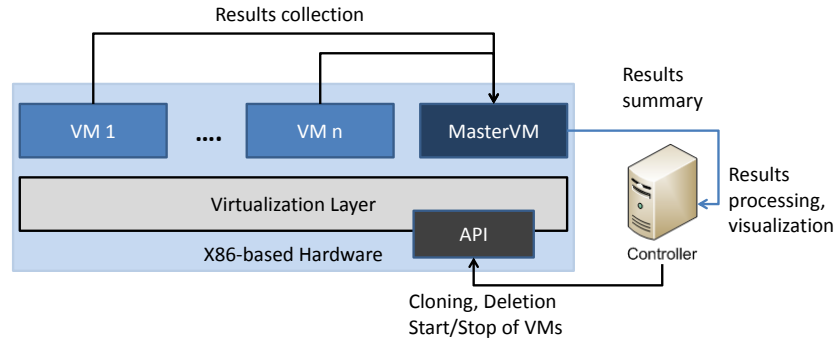 Results collection
Results
summary
VM 1
....
VM n
MasterVM
Results
processing,
visualization
Virtualization Layer
API
X86-based Hardware
Controller
Cloning, Deletion
Start/Stop of VMs